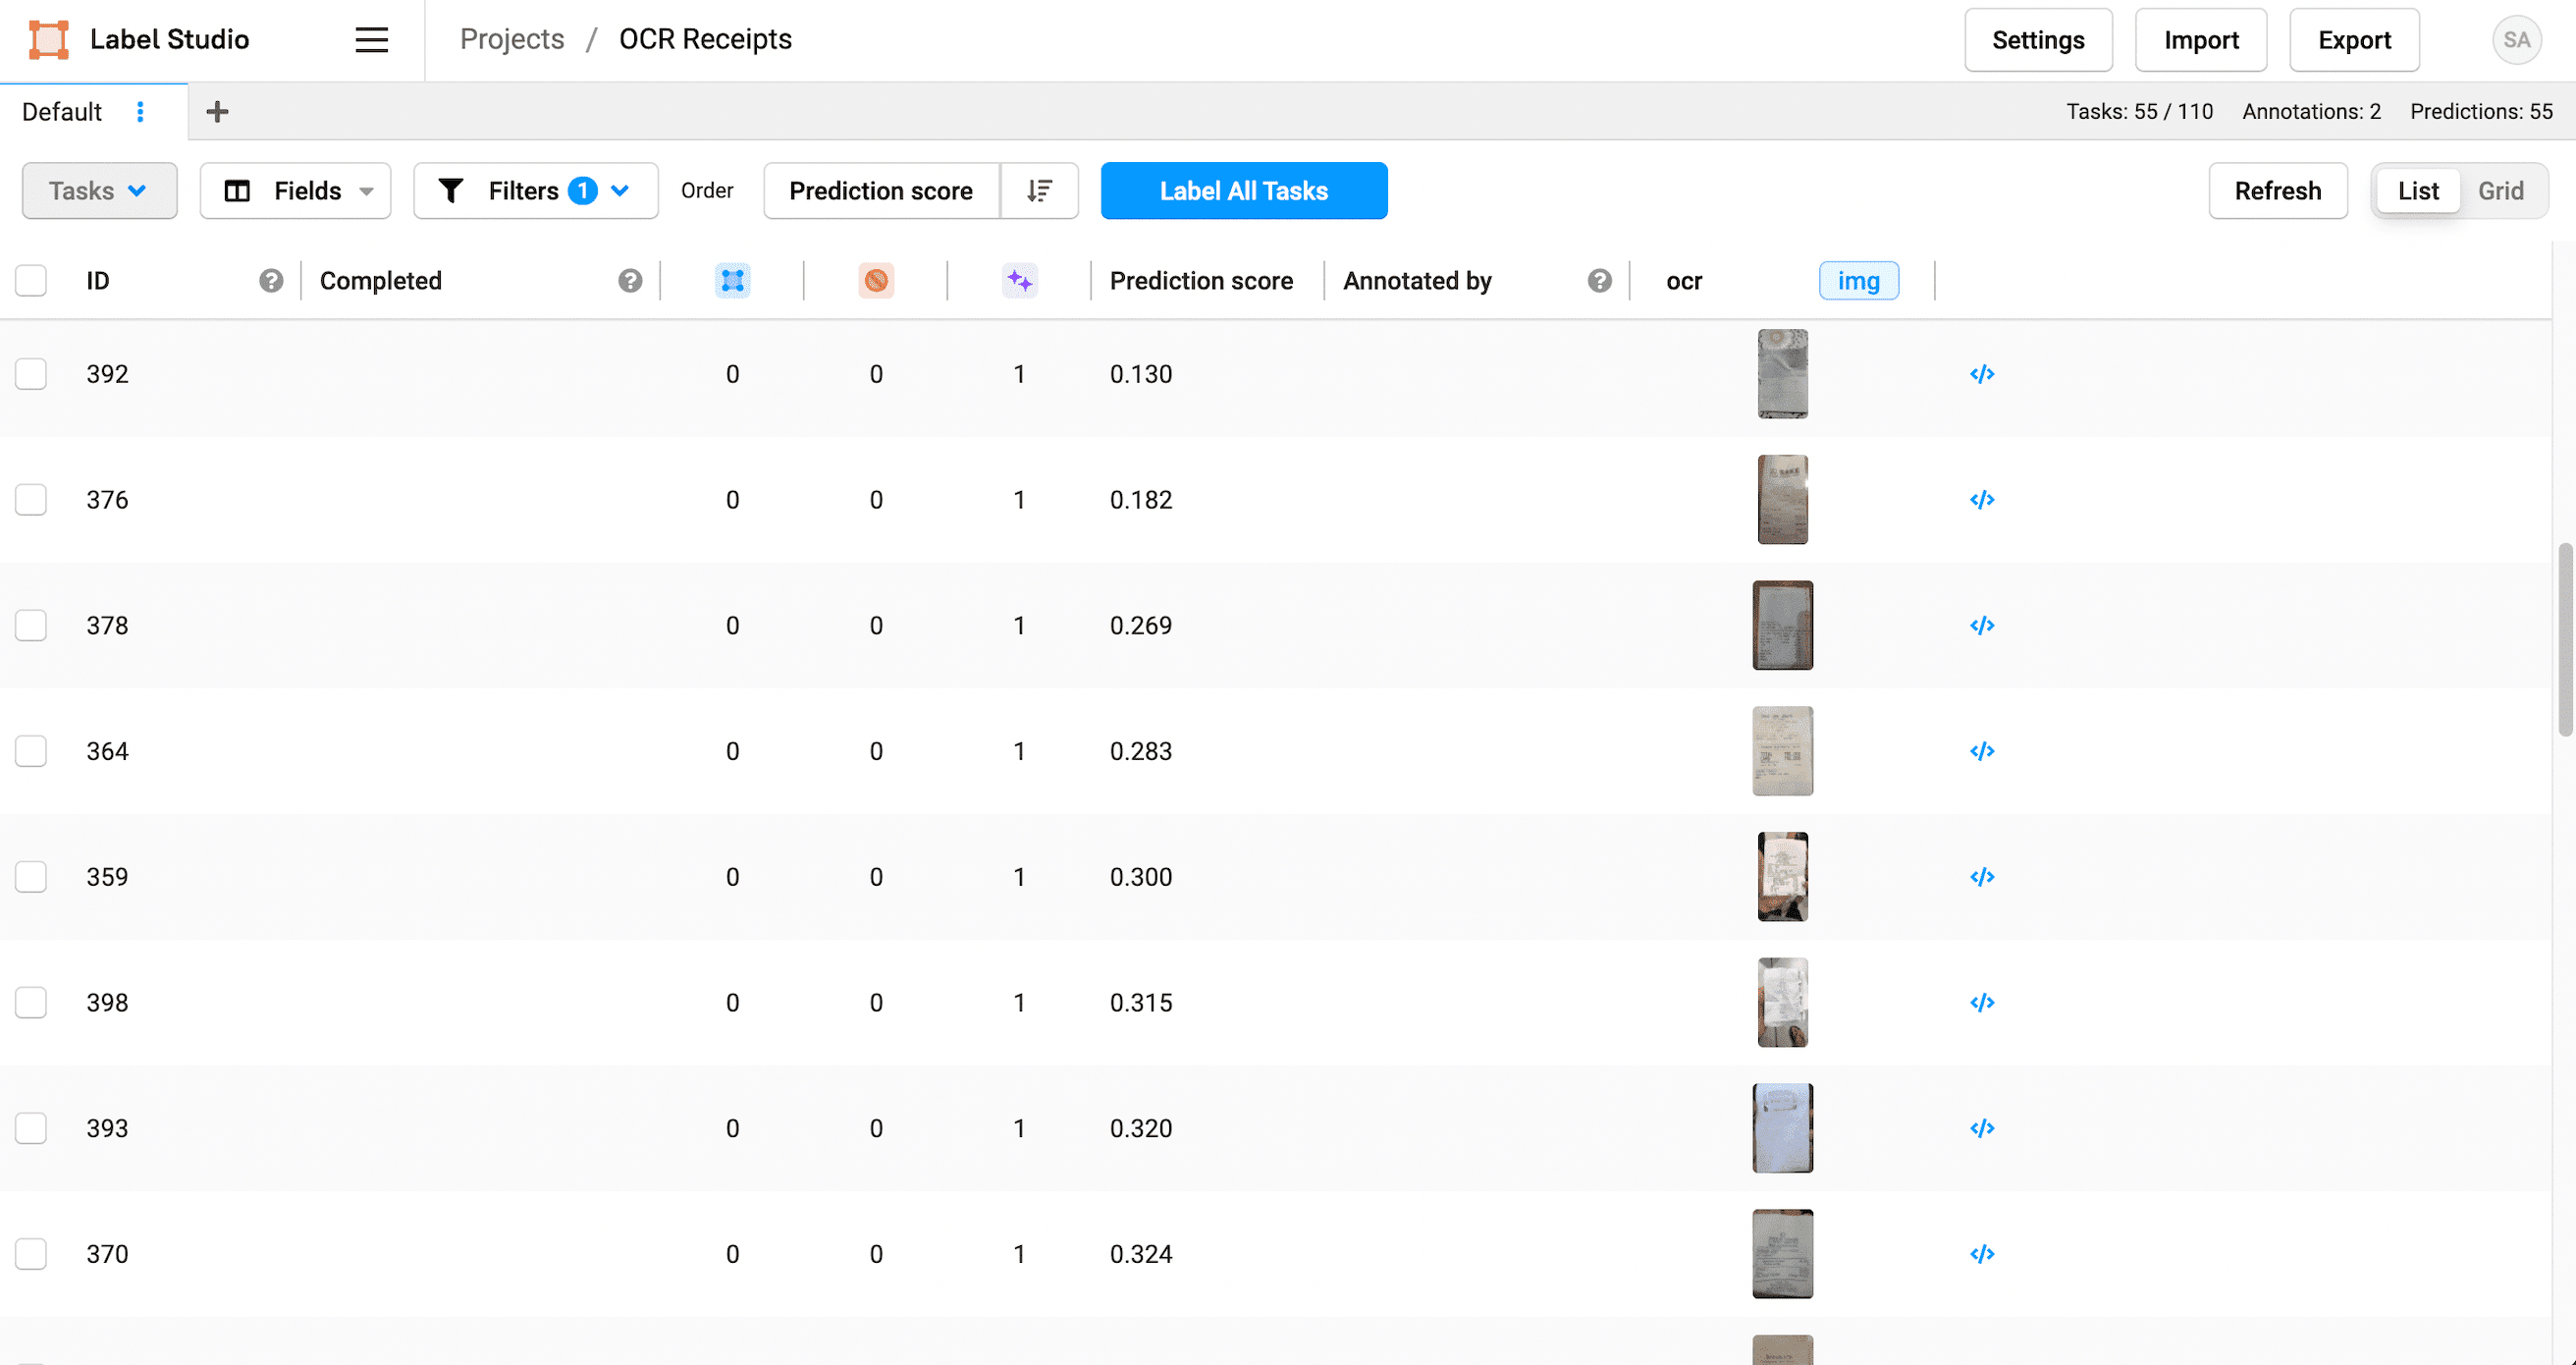 Label Studio
Projects / OCR Receipts
Settings
Import
Export
SA
Default
+
Tasks: 55 / 110
Annotations: 2
Predictions: 55
Tasks
Fields
Filters 1
Order
Prediction score
Label All Tasks
Refresh
List
Grid
ID ? Completed ? Prediction score Annotated by ? ocr img
392 0 0 1 0.130 </>
376 0 0 1 0.182 </>
378 0 0 1 0.269 </>
364 0 0 1 0.283 </>
359 0 0 1 0.300 </>
398 0 0 1 0.315 </>
393 0 0 1 0.320 </>
370 0 0 1 0.324 </>